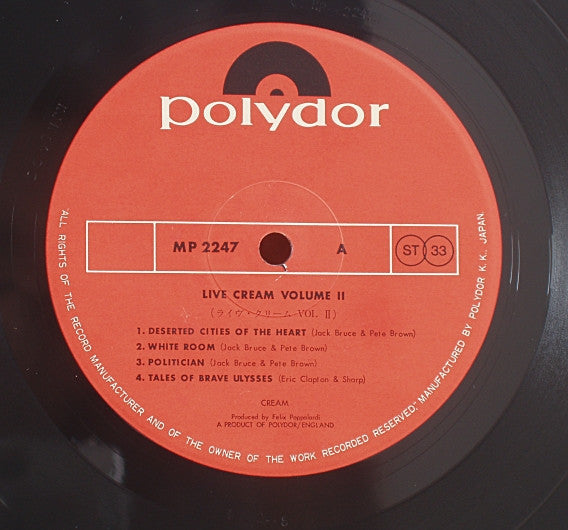 polydor
MP 2247 A ST 33
LIVE CREAM VOLUME II
(ライヴ・クリーム VOL. II)
1. DESERTED CITIES OF THE HEART (Jack Bruce & Pete Brown)
2. WHITE ROOM (Jack Bruce & Pete Brown)
3. POLITICIAN (Jack Bruce & Pete Brown)
4. TALES OF BRAVE ULYSSES (Eric Clapton & Sharp)
CREAM
Produced by Felix Pappalardi
A PRODUCT OF POLYDOR/ENGLAND
"ALL RIGHTS OF THE RECORD MANUFACTURER AND OF THE OWNER OF THE WORK RECORDED RESERVED." MANUFACTURED BY POLYDOR K.K., JAPAN.